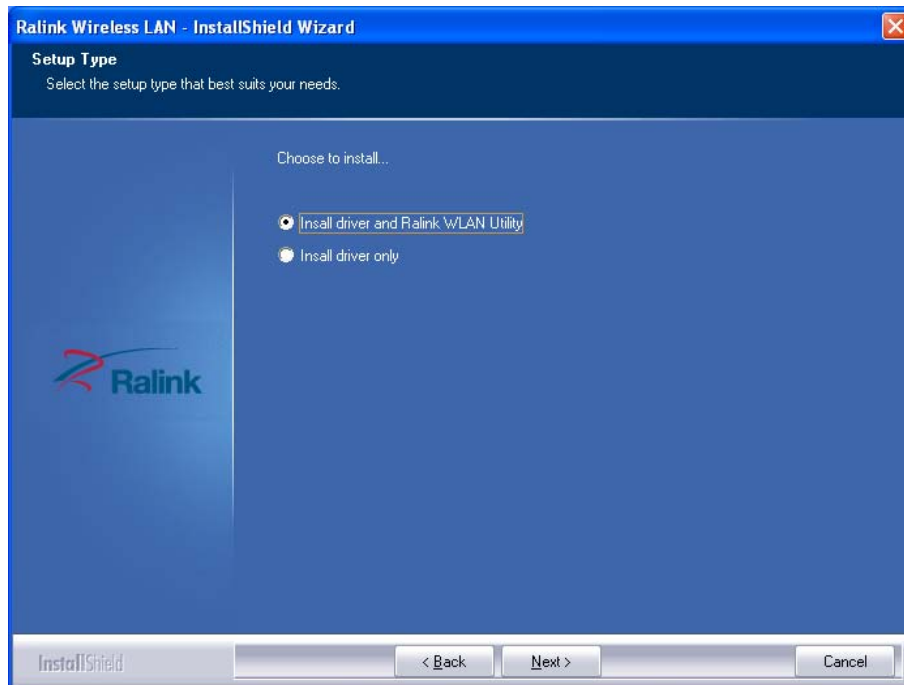 Ralink Wireless LAN - InstallShield Wizard
Setup Type
Select the setup type that best suits your needs.
Choose to install...
Insall driver and Ralink WLAN Utility
Insall driver only
Ralink
InstallShield
< Back
Next >
Cancel